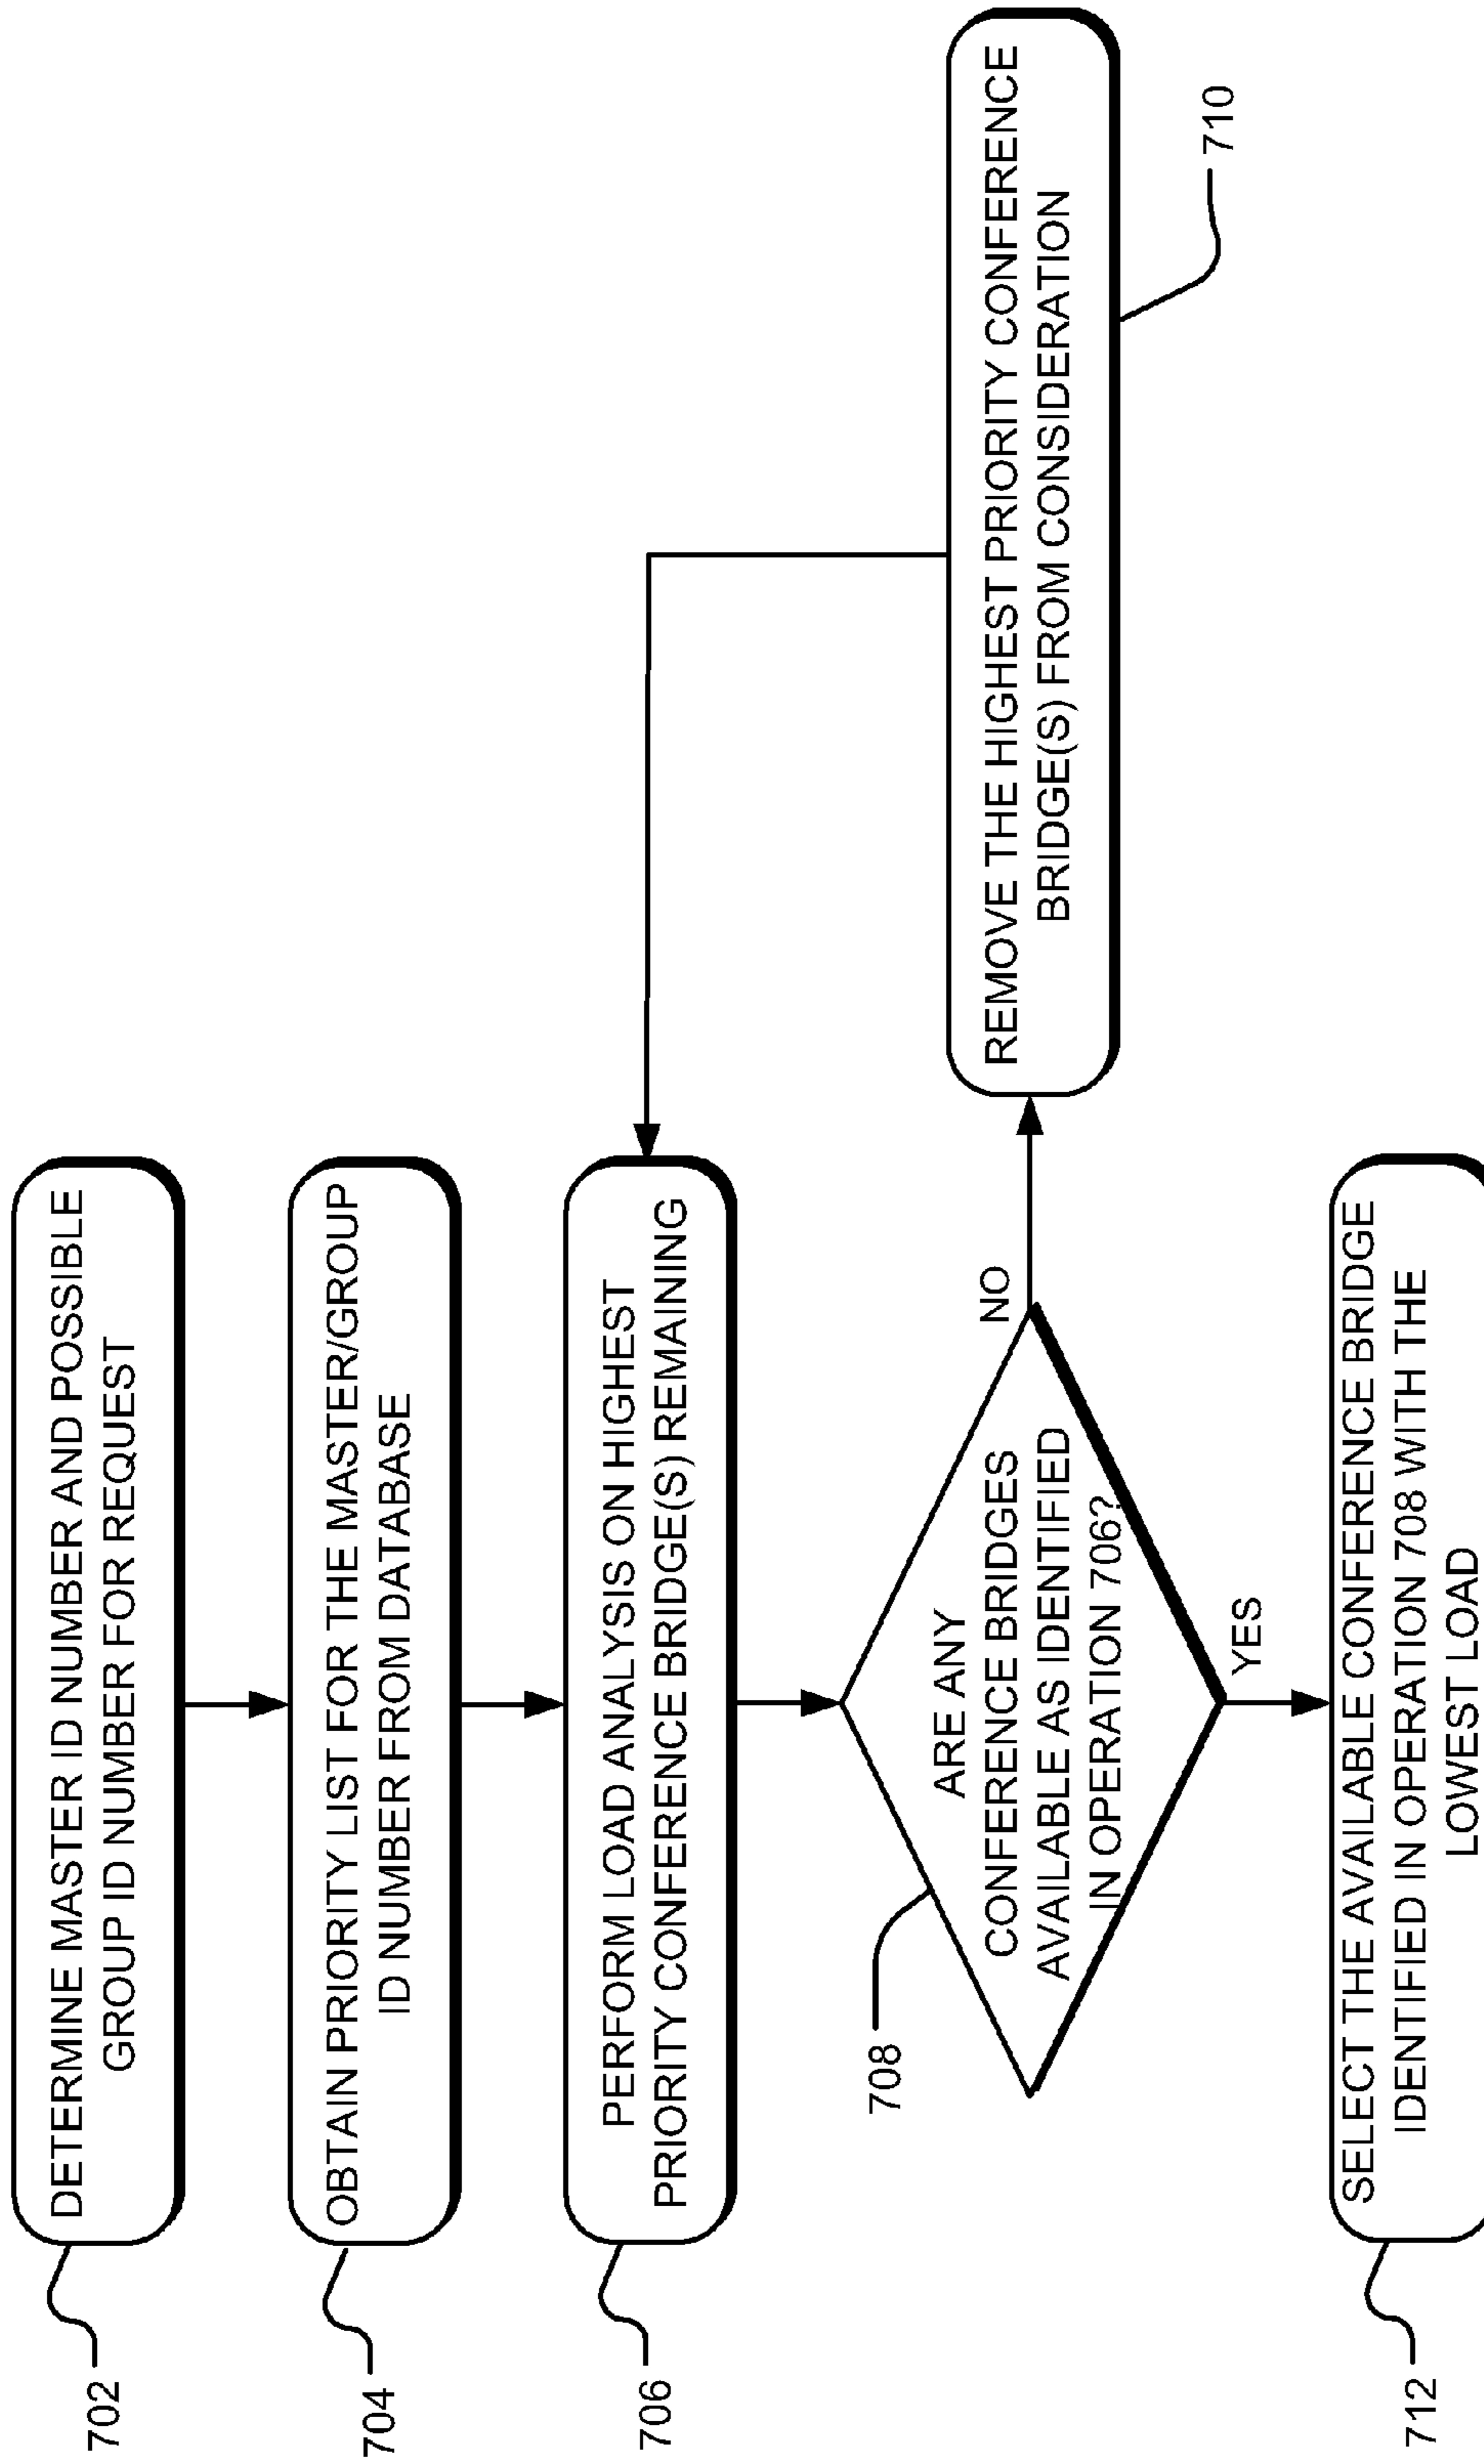 702
DETERMINE MASTER ID NUMBER AND POSSIBLE
GROUP ID NUMBER FOR REQUEST
704
OBTAIN PRIORITY LIST FOR THE MASTER/GROUP
ID NUMBER FROM DATABASE
706
PERFORM LOAD ANALYSIS ON HIGHEST
PRIORITY CONFERENCE BRIDGE(S) REMAINING
708
ARE ANY
CONFERENCE BRIDGES
AVAILABLE AS IDENTIFIED
IN OPERATION 706?
NO
REMOVE THE HIGHEST PRIORITY CONFERENCE
BRIDGE(S) FROM CONSIDERATION
710
YES
712
SELECT THE AVAILABLE CONFERENCE BRIDGE
IDENTIFIED IN OPERATION 708 WITH THE
LOWEST LOAD